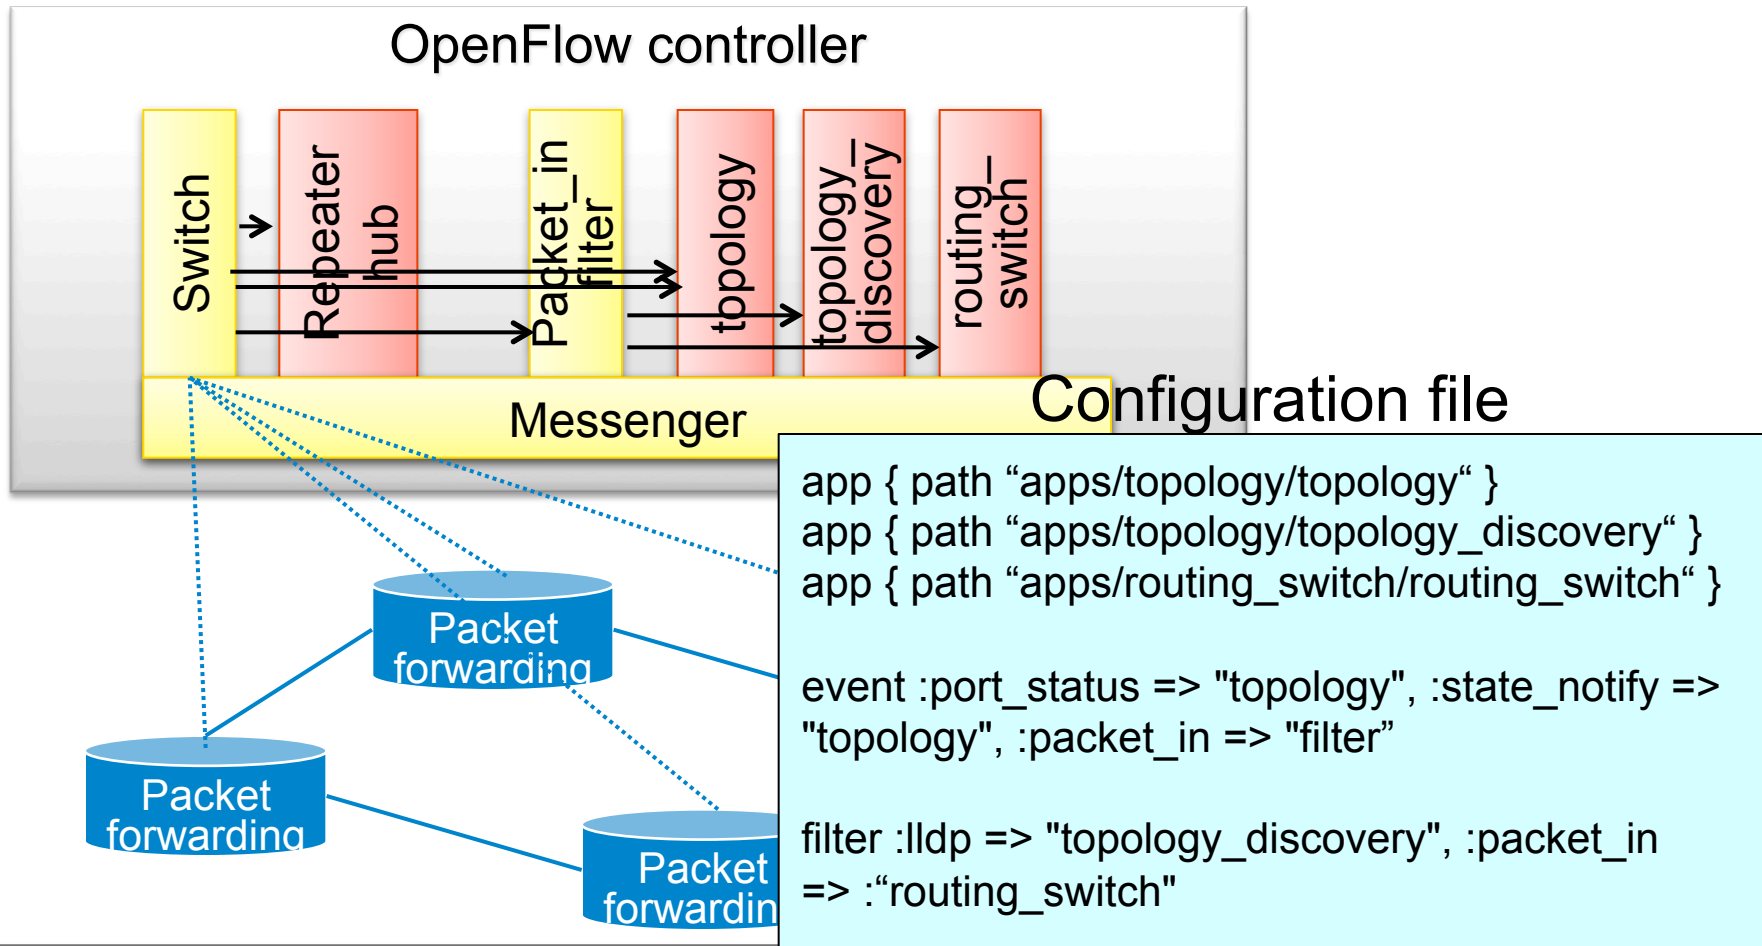 OpenFlow controller
Switch
Repeater
hub
Packet_in
filter
topology
topology_
discovery
routing_
switch
Messenger
Configuration file
app { path “apps/topology/topology“ }
app { path “apps/topology/topology_discovery“ }
app { path “apps/routing_switch/routing_switch“ }
event :port_status => "topology", :state_notify =>
"topology", :packet_in => "filter”
filter :lldp => "topology_discovery", :packet_in
=> :“routing_switch"
Packet
forwarding
Packet
forwarding
Packet
forwardin